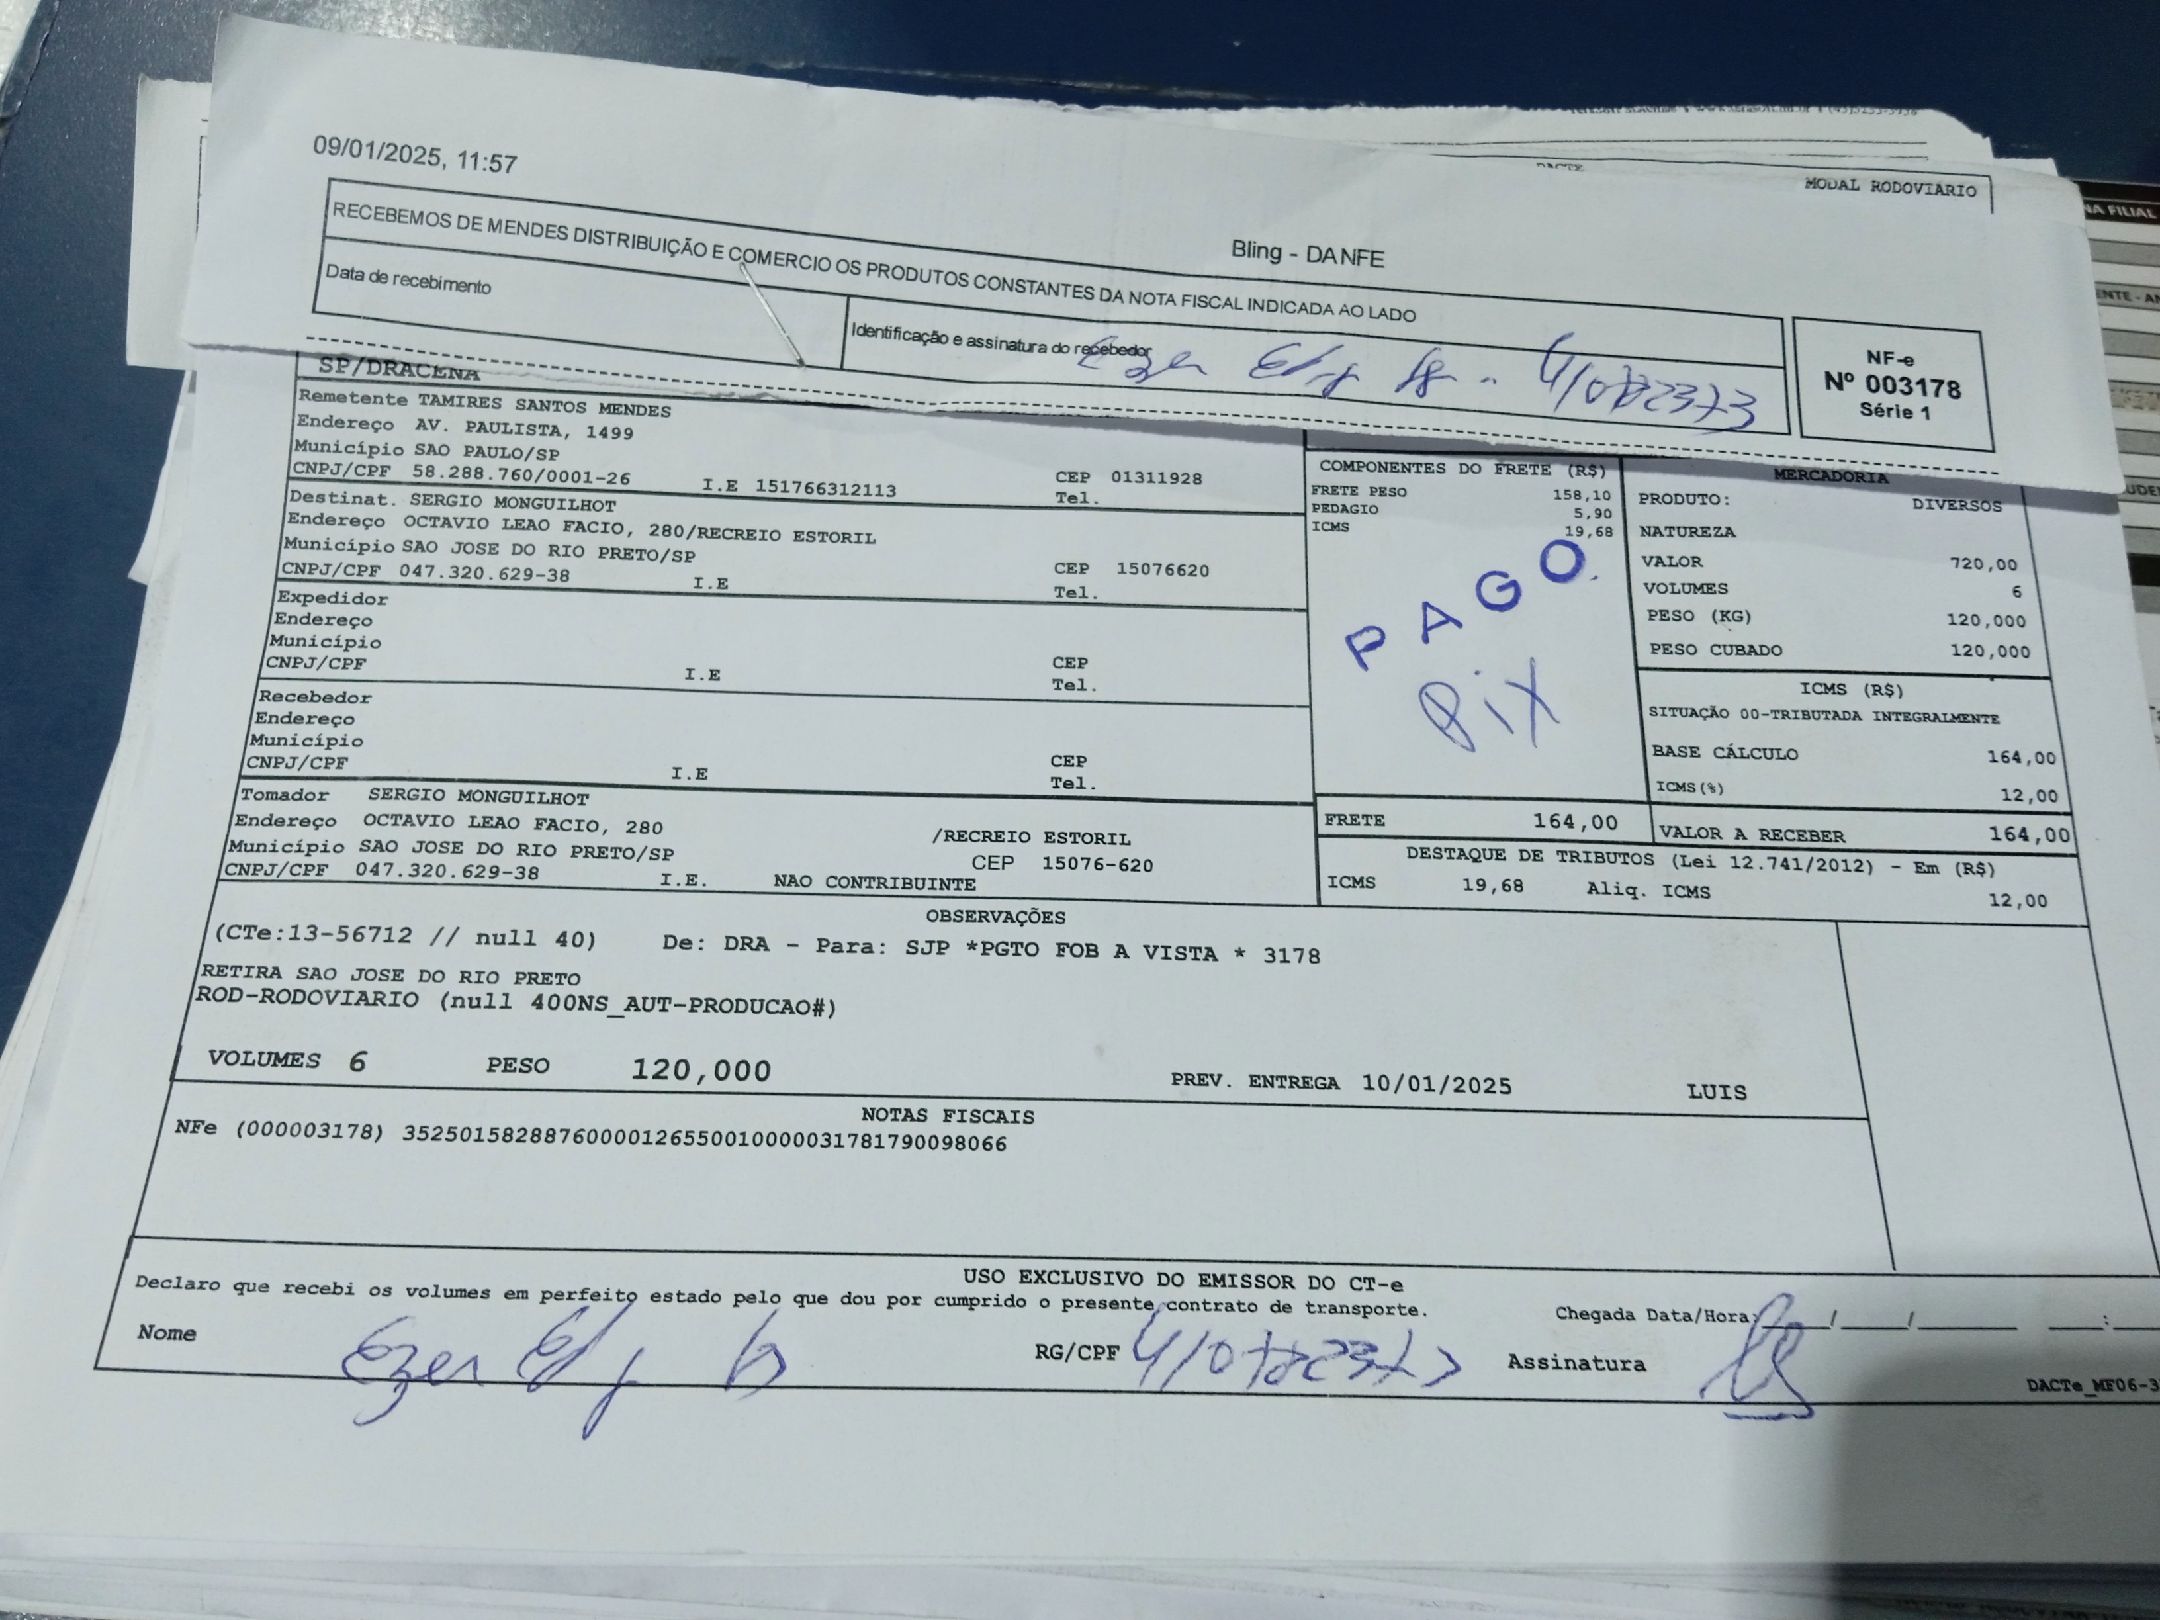 09/01/2025, 11:57
DACTE
MODAL RODOVIARIO
Bling - DANFE
RECEBEMOS DE MENDES DISTRIBUIÇÃO E COMERCIO OS PRODUTOS CONSTANTES DA NOTA FISCAL INDICADA AO LADO
Data de recebimento
Identificação e assinatura do recebedor
NF-e
Nº 003178
Série 1
SP/DRACENA
Remetente TAMIRES SANTOS MENDES
Endereço AV. PAULISTA, 1499
Município SAO PAULO/SP
CNPJ/CPF 58.288.760/0001-26 I.E 151766312113
CEP 01311928
Tel.
Destinat. SERGIO MONGUILHOT
Endereço OCTAVIO LEAO FACIO, 280/RECREIO ESTORIL
Município SAO JOSE DO RIO PRETO/SP
CNPJ/CPF 047.320.629-38 I.E
CEP 15076620
Tel.
Expedidor
Endereço
Município
CNPJ/CPF I.E
CEP
Tel.
Recebedor
Endereço
Município
CNPJ/CPF I.E
CEP
Tel.
Tomador SERGIO MONGUILHOT
Endereço OCTAVIO LEAO FACIO, 280 /RECREIO ESTORIL
Município SAO JOSE DO RIO PRETO/SP CEP 15076-620
CNPJ/CPF 047.320.629-38 I.E. NAO CONTRIBUINTE
COMPONENTES DO FRETE (R$)
FRETE PESO 158,10
PEDAGIO 5,90
ICMS 19,68
PAGO
Pix
FRETE 164,00
MERCADORIA
PRODUTO: DIVERSOS
NATUREZA
VALOR 720,00
VOLUMES 6
PESO (KG) 120,000
PESO CUBADO 120,000
ICMS (R$)
SITUAÇÃO 00-TRIBUTADA INTEGRALMENTE
BASE CÁLCULO 164,00
ICMS(%) 12,00
VALOR A RECEBER 164,00
DESTAQUE DE TRIBUTOS (Lei 12.741/2012) - Em (R$)
ICMS 19,68 Aliq. ICMS 12,00
OBSERVAÇÕES
(CTe:13-56712 // null 40) De: DRA - Para: SJP *PGTO FOB A VISTA * 3178
RETIRA SAO JOSE DO RIO PRETO
ROD-RODOVIARIO (null 400NS_AUT-PRODUCAO#)
VOLUMES 6 PESO 120,000 PREV. ENTREGA 10/01/2025 LUIS
NOTAS FISCAIS
NFe (000003178) 35250158288760000126550010000031781790098066
USO EXCLUSIVO DO EMISSOR DO CT-e
Declaro que recebi os volumes em perfeito estado pelo que dou por cumprido o presente contrato de transporte.
Chegada Data/Hora: / / :
Nome
RG/CPF
Assinatura
DACTe_MF06-3